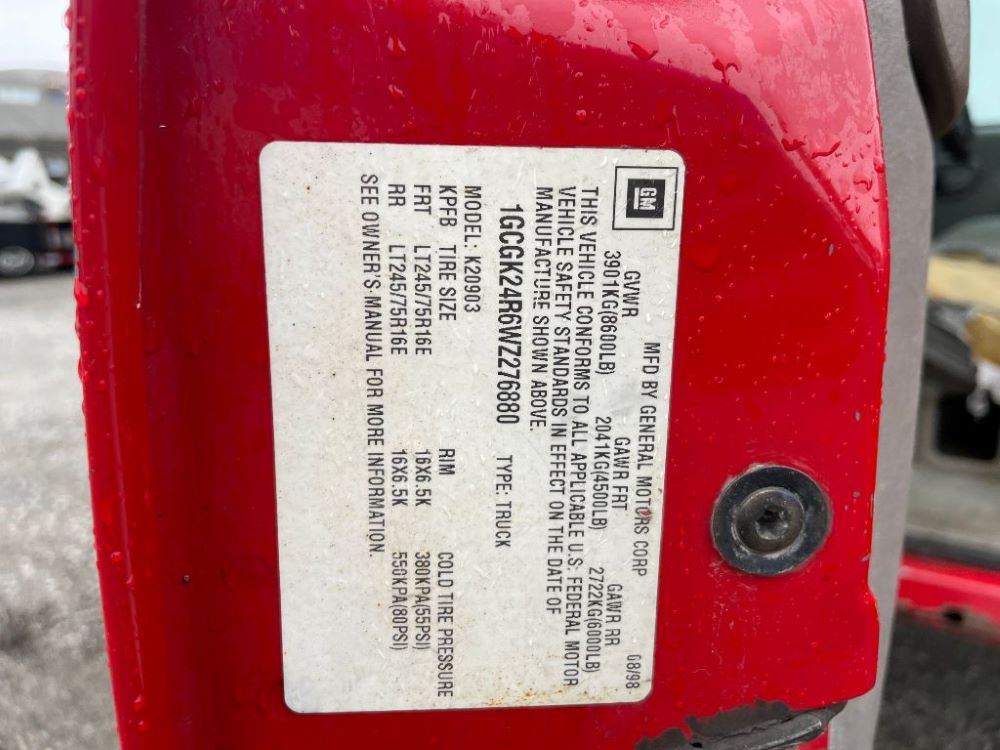 GM
MFD BY GENERAL MOTORS CORP 08/98
GVWR GAWR FRT GAWR RR
3901KG(8600LB) 2041KG(4500LB) 2722KG(6000LB)
THIS VEHICLE CONFORMS TO ALL APPLICABLE U.S. FEDERAL MOTOR
VEHICLE SAFETY STANDARDS IN EFFECT ON THE DATE OF
MANUFACTURE SHOWN ABOVE.
1GCGK24R6WZ276880 TYPE: TRUCK
MODEL: K20903
KPFB TIRE SIZE RIM COLD TIRE PRESSURE
FRT LT245/75R16E 16X6.5K 380KPA(55PSI)
RR LT245/75R16E 16X6.5K 550KPA(80PSI)
SEE OWNER'S MANUAL FOR MORE INFORMATION.